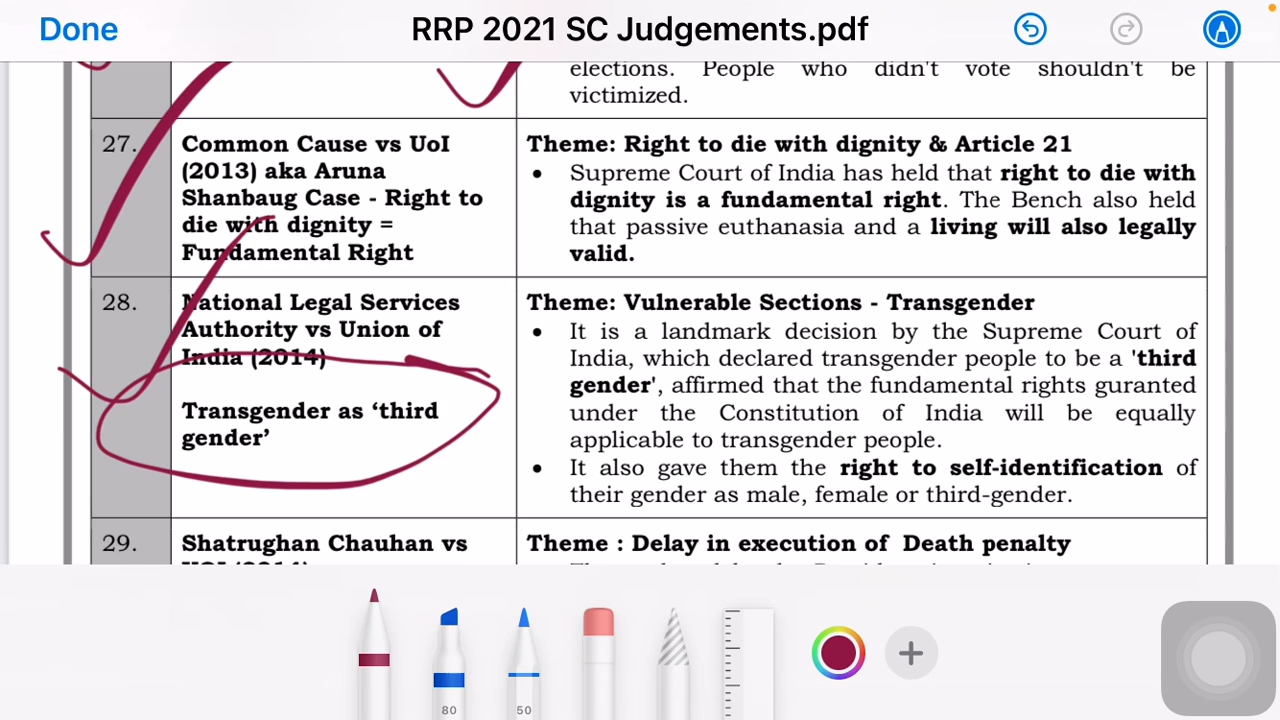 Done
RRP 2021 SC Judgements.pdf
elections. People who didn't vote shouldn't be
victimized.
27.
Common Cause vs UoI
(2013) aka Aruna
Shanbaug Case - Right to
die with dignity =
Fundamental Right
Theme: Right to die with dignity & Article 21
• Supreme Court of India has held that right to die with
dignity is a fundamental right. The Bench also held
that passive euthanasia and a living will also legally
valid.
28.
National Legal Services
Authority vs Union of
India (2014)
Transgender as ‘third
gender’
Theme: Vulnerable Sections - Transgender
• It is a landmark decision by the Supreme Court of
India, which declared transgender people to be a 'third
gender', affirmed that the fundamental rights guranted
under the Constitution of India will be equally
applicable to transgender people.
• It also gave them the right to self-identification of
their gender as male, female or third-gender.
29.
Shatrughan Chauhan vs
Theme : Delay in execution of Death penalty
80
50